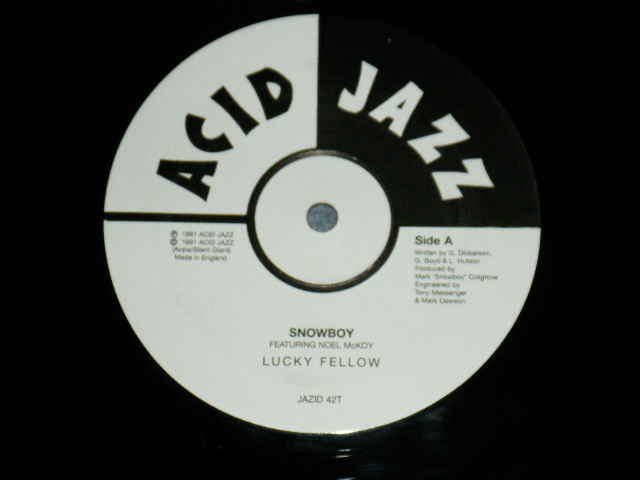 ACID JAZZ
℗ 1991 ACID JAZZ
© 1991 ACID JAZZ
(Aopa/Silent Giant)
Made in England
Side A
Written by G. Dickerson,
G. Boyd & L. Hutson
Produced by
Mark "Snowboy" Cotgrove
Engineered by
Tony Messenger
& Mark Dawson
SNOWBOY
FEATURING NOEL McKOY
LUCKY FELLOW
JAZID 42T